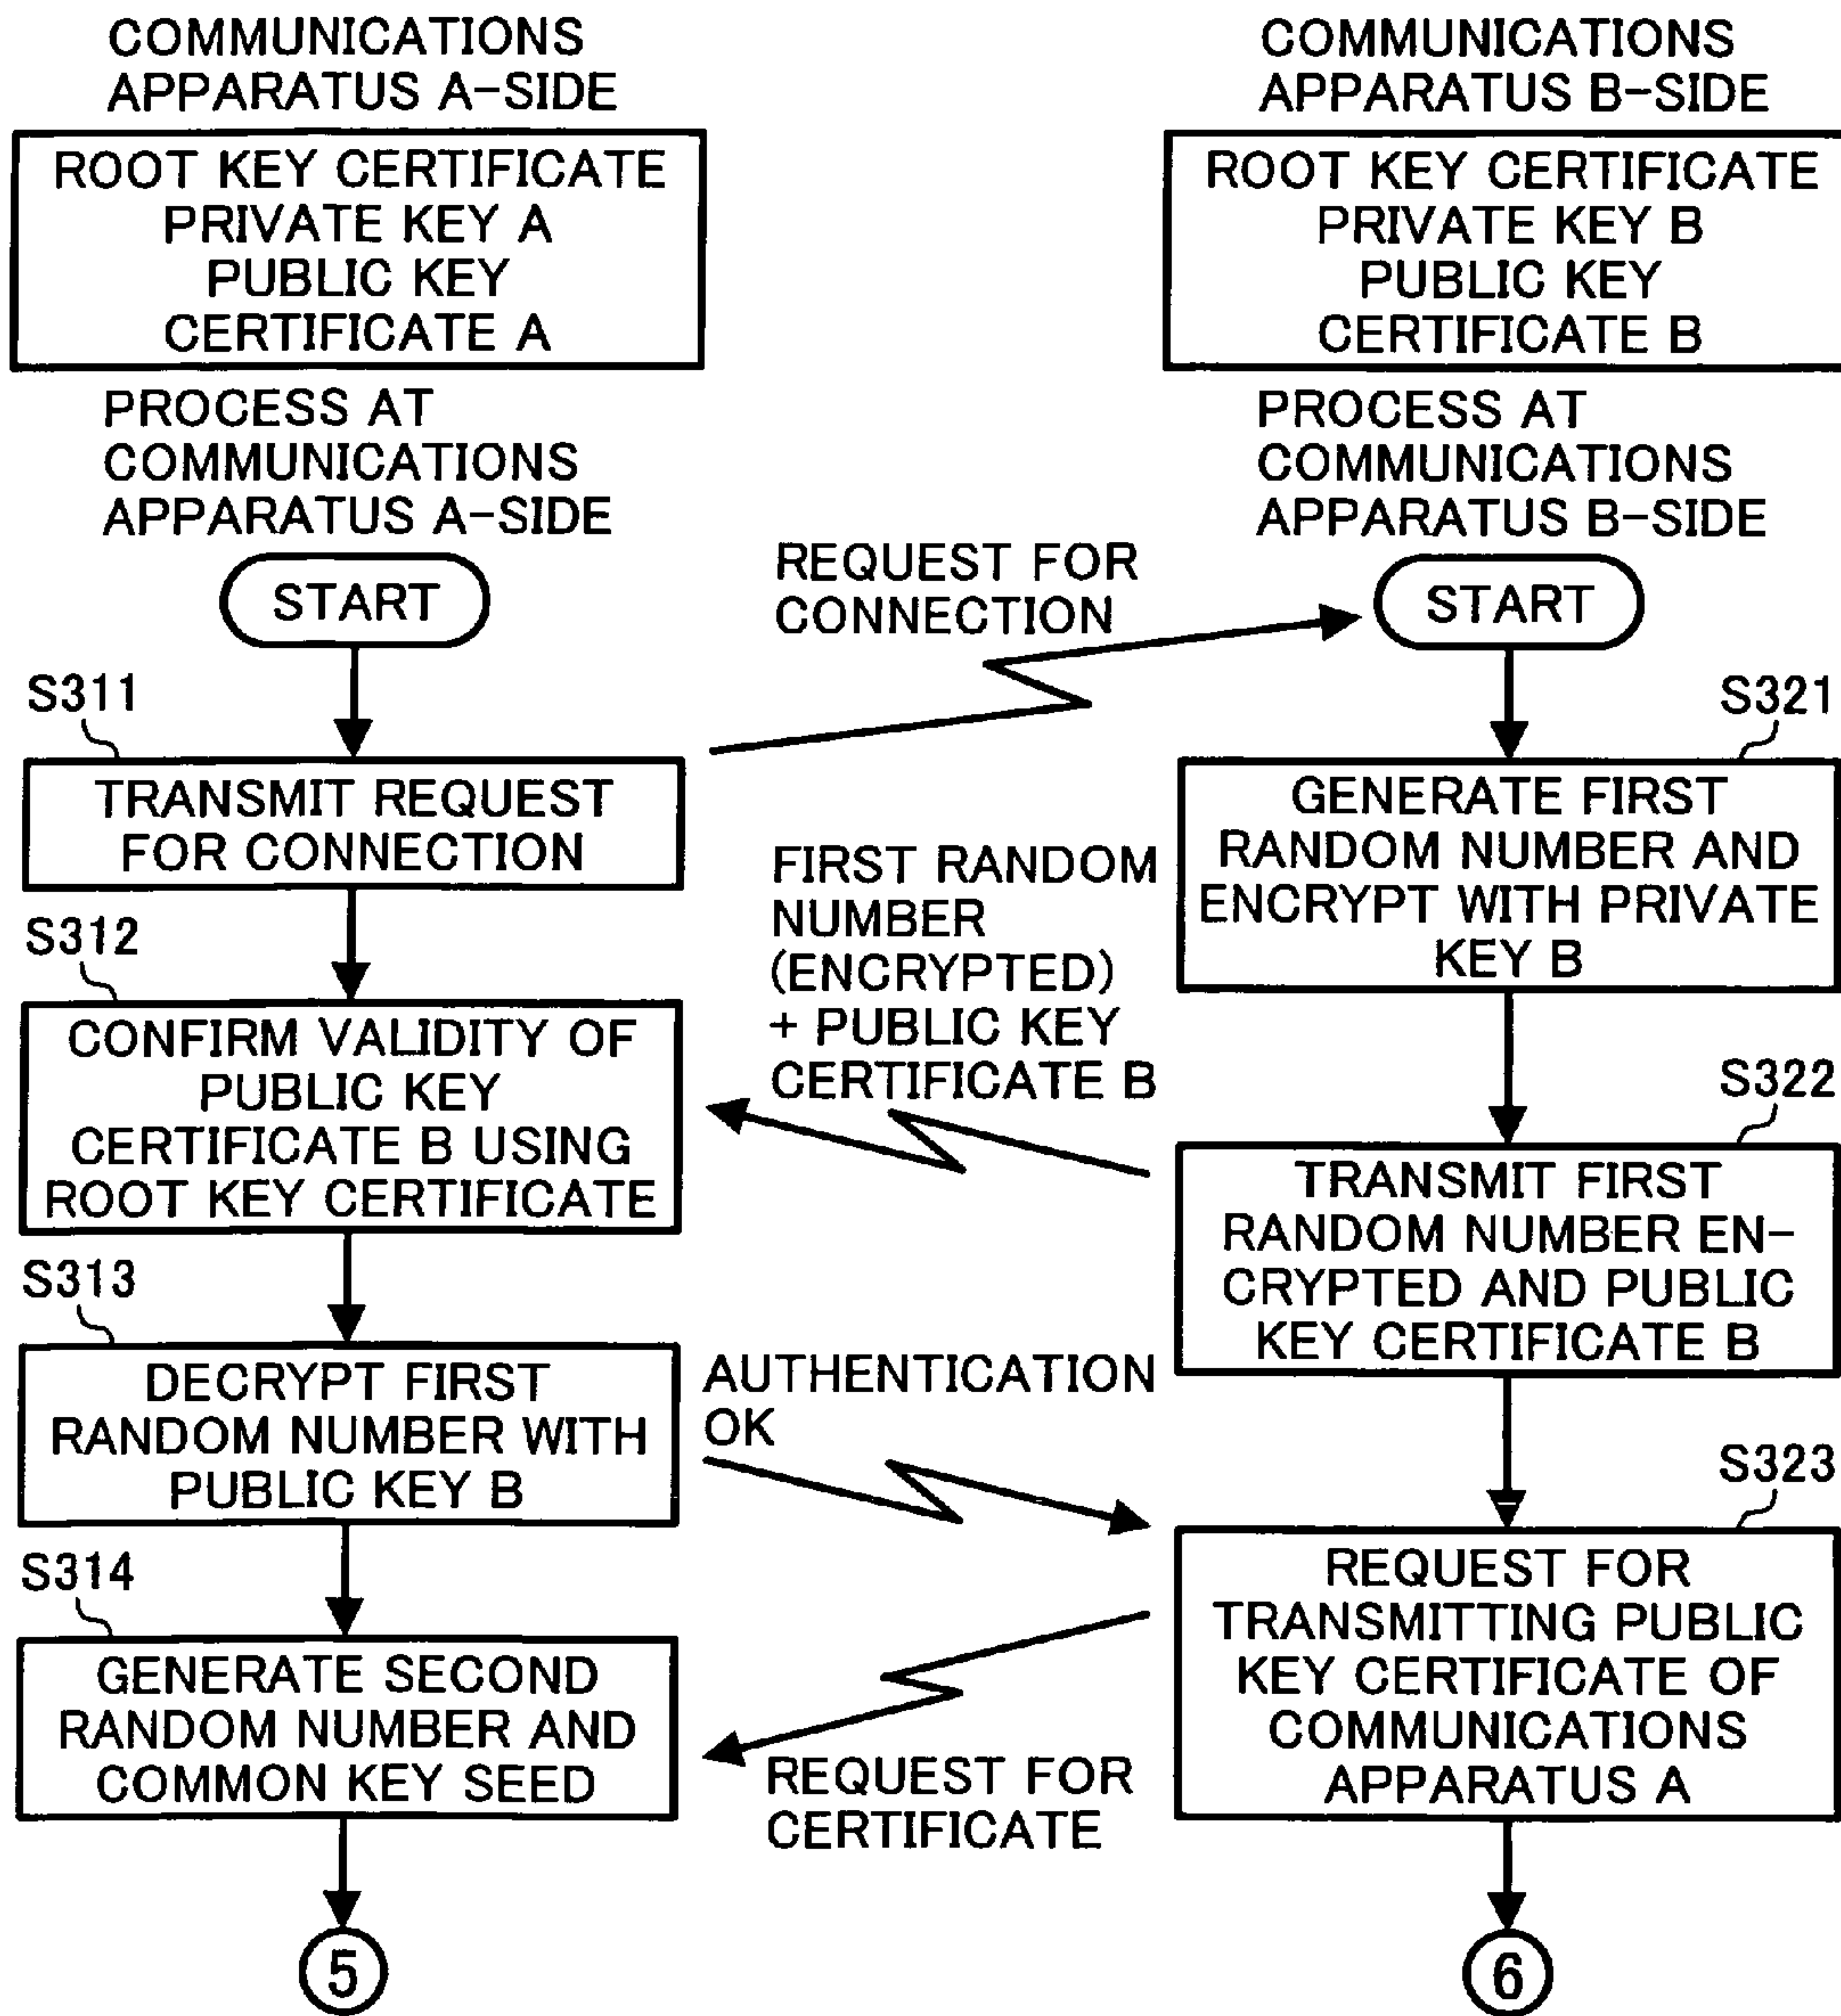 COMMUNICATIONS
APPARATUS A-SIDE
ROOT KEY CERTIFICATE
PRIVATE KEY A
PUBLIC KEY
CERTIFICATE A
PROCESS AT
COMMUNICATIONS
APPARATUS A-SIDE
START
S311
TRANSMIT REQUEST
FOR CONNECTION
S312
CONFIRM VALIDITY OF
PUBLIC KEY
CERTIFICATE B USING
ROOT KEY CERTIFICATE
S313
DECRYPT FIRST
RANDOM NUMBER WITH
PUBLIC KEY B
S314
GENERATE SECOND
RANDOM NUMBER AND
COMMON KEY SEED
5
REQUEST FOR
CONNECTION
FIRST RANDOM
NUMBER
(ENCRYPTED)
+ PUBLIC KEY
CERTIFICATE B
AUTHENTICATION
OK
REQUEST FOR
CERTIFICATE
COMMUNICATIONS
APPARATUS B-SIDE
ROOT KEY CERTIFICATE
PRIVATE KEY B
PUBLIC KEY
CERTIFICATE B
PROCESS AT
COMMUNICATIONS
APPARATUS B-SIDE
START
S321
GENERATE FIRST
RANDOM NUMBER AND
ENCRYPT WITH PRIVATE
KEY B
S322
TRANSMIT FIRST
RANDOM NUMBER EN-
CRYPTED AND PUBLIC
KEY CERTIFICATE B
S323
REQUEST FOR
TRANSMITTING PUBLIC
KEY CERTIFICATE OF
COMMUNICATIONS
APPARATUS A
6